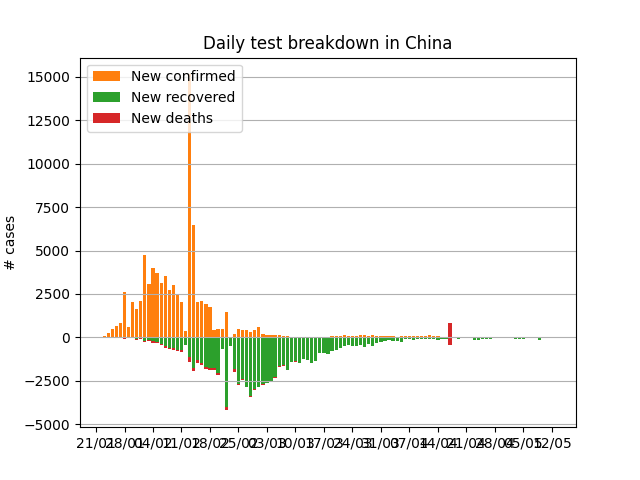 Daily test breakdown in China
New confirmed
New recovered
New deaths
15000
12500
10000
7500
5000
2500
0
−2500
−5000
# cases
21/01 28/01 04/02 11/02 18/02 25/02 03/03 10/03 17/03 24/03 31/03 07/04 14/04 21/04 28/04 05/05 12/05